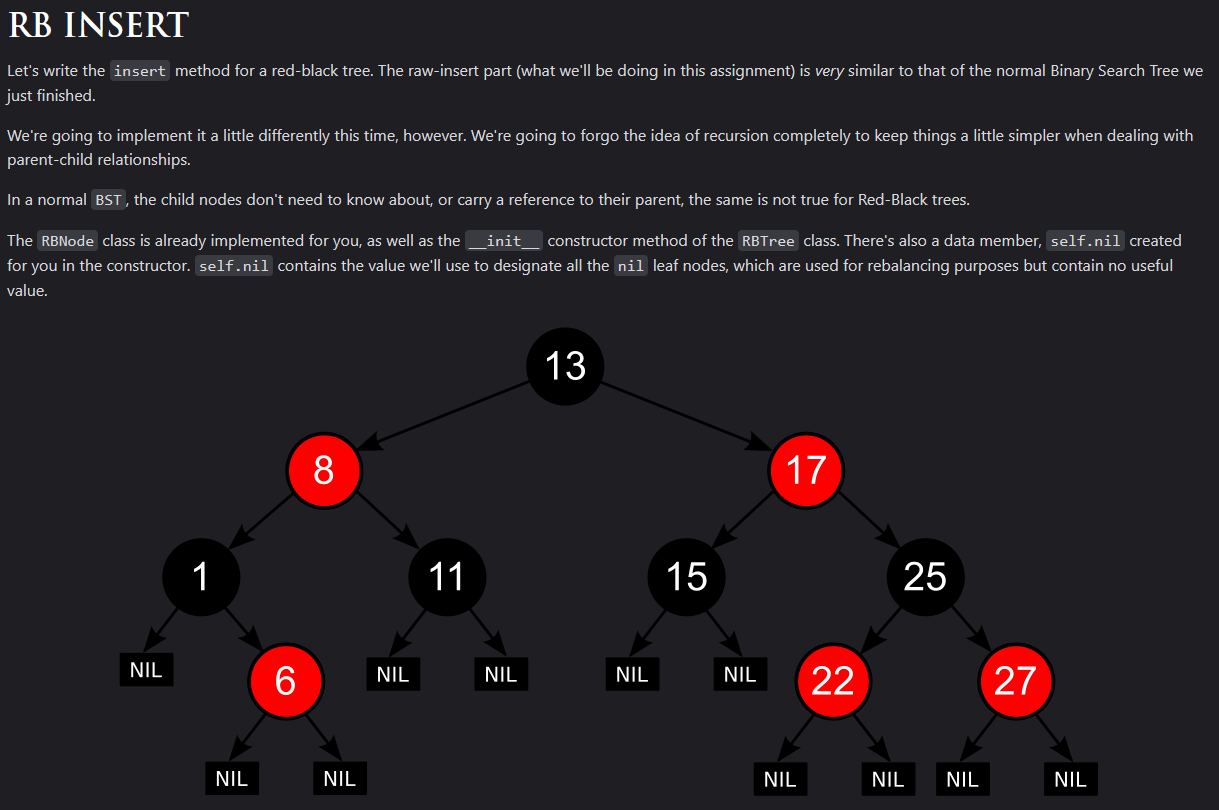 RB INSERT
Let's write the insert method for a red-black tree. The raw-insert part (what we'll be doing in this assignment) is very similar to that of the normal Binary Search Tree we
just finished.
We're going to implement it a little differently this time, however. We're going to forgo the idea of recursion completely to keep things a little simpler when dealing with
parent-child relationships.
In a normal BST, the child nodes don't need to know about, or carry a reference to their parent, the same is not true for Red-Black trees.
The RBNode class is already implemented for you, as well as the __init__ constructor method of the RBTree class. There's also a data member, self.nil created
for you in the constructor. self.nil contains the value we'll use to designate all the nil leaf nodes, which are used for rebalancing purposes but contain no useful
value.
13
8 17
1 11 15 25
NIL 6 NIL NIL NIL NIL 22 27
NIL NIL NIL NIL NIL NIL